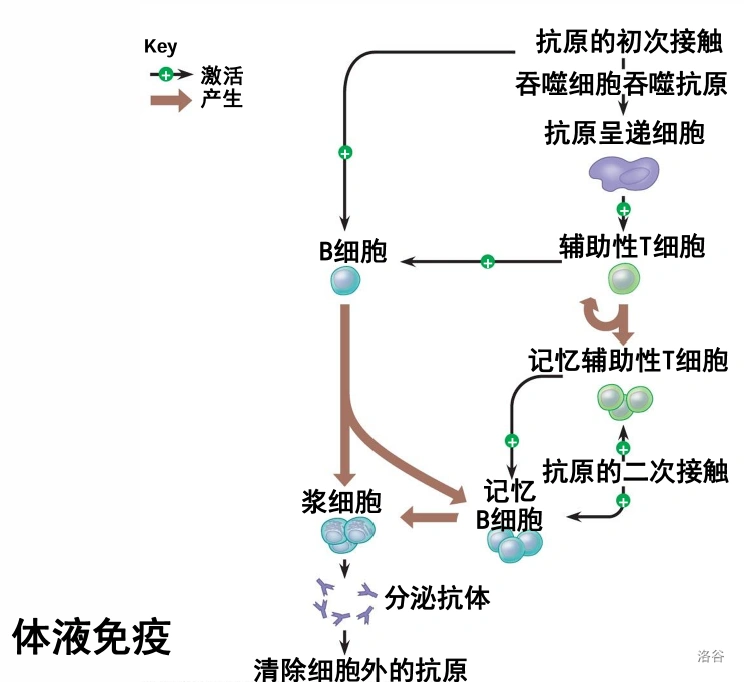 Key
激活
产生
抗原的初次接触
吞噬细胞吞噬抗原
抗原呈递细胞
B细胞
辅助性T细胞
记忆辅助性T细胞
抗原的二次接触
浆细胞
记忆
B细胞
分泌抗体
体液免疫
清除细胞外的抗原
洛谷